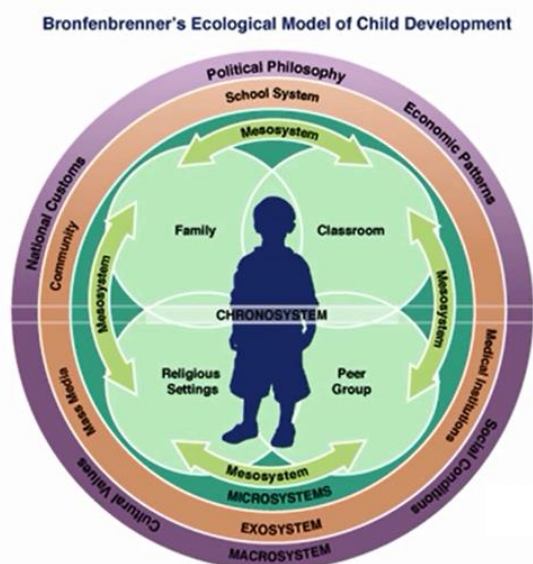 Bronfenbrenner's Ecological Model of Child Development
Political Philosophy
School System
Mesosystem
Economic Patterns
National Customs
Community
Family
Classroom
Mesosystem
Mesosystem
CHRONOSYSTEM
Religious
Settings
Peer
Group
Mass Media
Medical Institutions
Cultural Values
Social Conditions
Mesosystem
MICROSYSTEMS
EXOSYSTEM
MACROSYSTEM